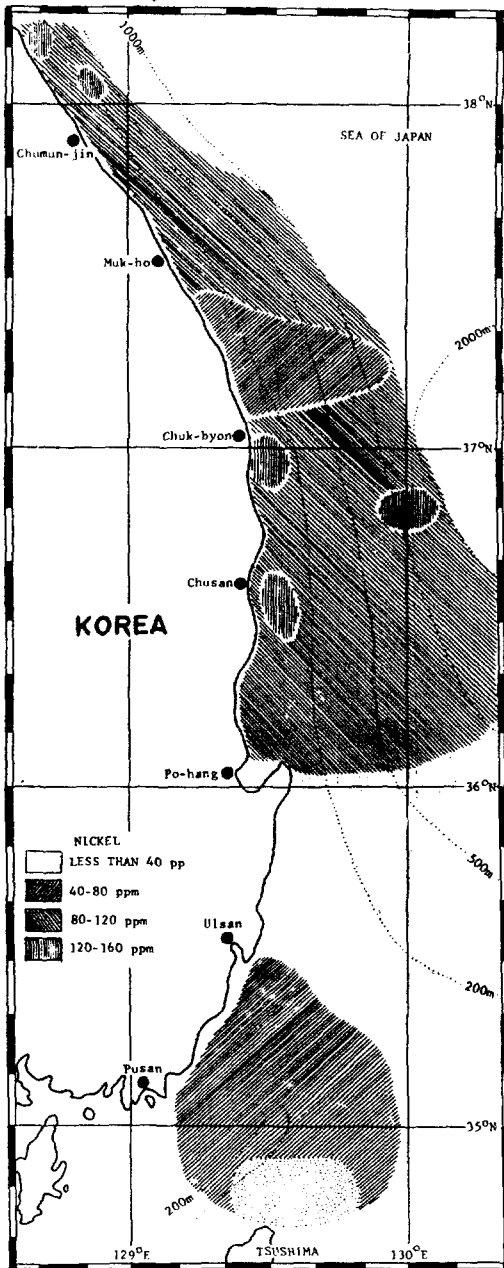 1000m
38°N
SEA OF JAPAN
Chumun-jin
Muk-ho
2000m
Chuk-byon
37°N
Chusan
KOREA
Po-hang
36°N
NICKEL
LESS THAN 40 pp
40-80 ppm
80-120 ppm
120-160 ppm
500m
Ulsan
200m
Pusan
35°N
200m
129°E
TSUSHIMA
130°E